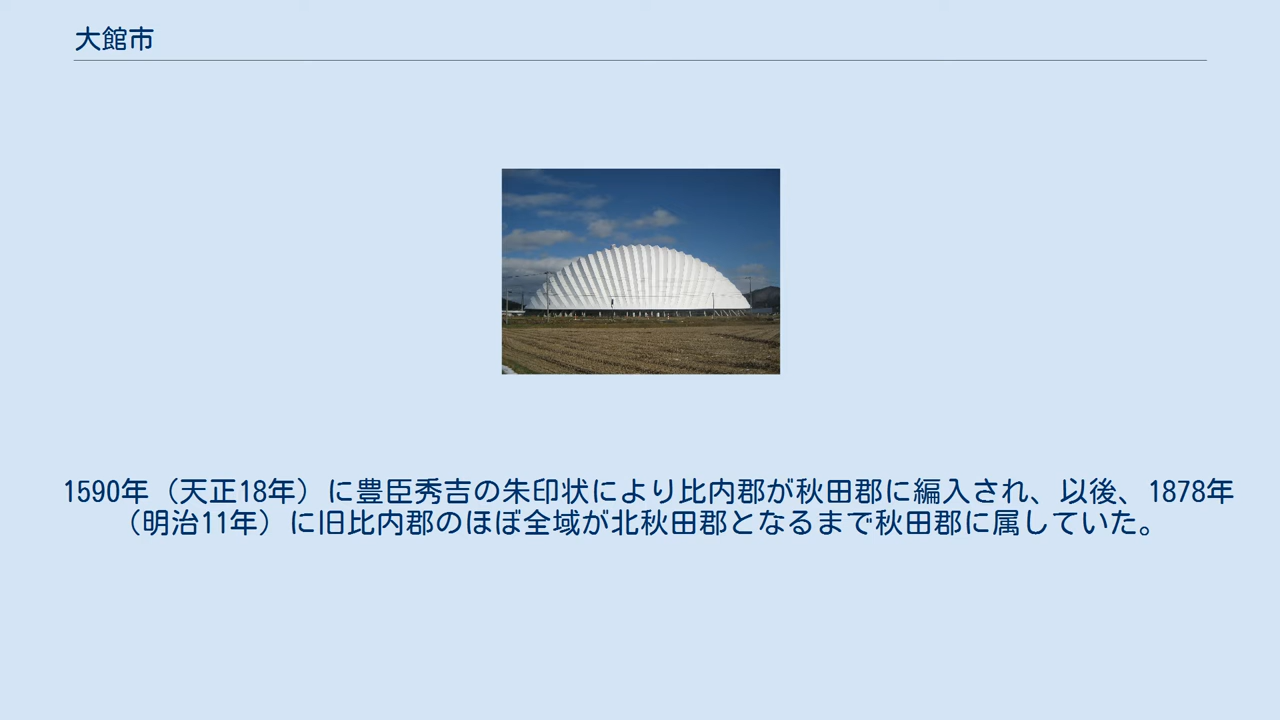 大館市
1590年（天正18年）に豊臣秀吉の朱印状により比内郡が秋田郡に編入され、以後、1878年
（明治11年）に旧比内郡のほぼ全域が北秋田郡となるまで秋田郡に属していた。